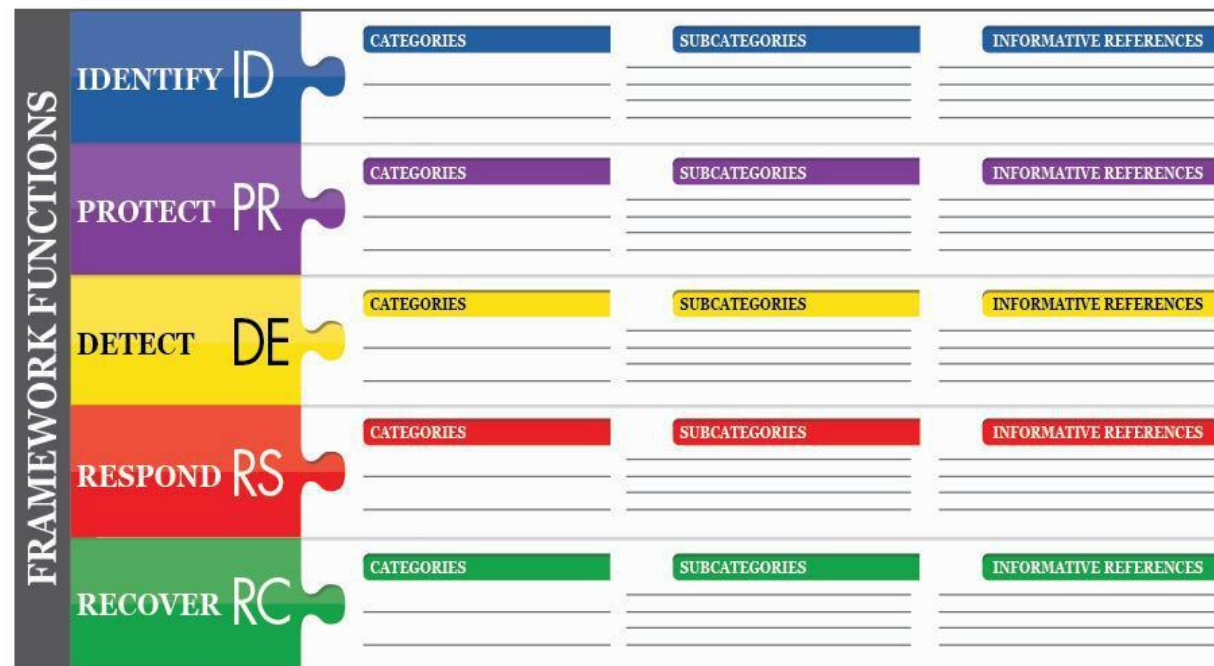 FRAMEWORK FUNCTIONS
IDENTIFY ID
CATEGORIES SUBCATEGORIES INFORMATIVE REFERENCES
PROTECT PR
CATEGORIES SUBCATEGORIES INFORMATIVE REFERENCES
DETECT DE
CATEGORIES SUBCATEGORIES INFORMATIVE REFERENCES
RESPOND RS
CATEGORIES SUBCATEGORIES INFORMATIVE REFERENCES
RECOVER RC
CATEGORIES SUBCATEGORIES INFORMATIVE REFERENCES